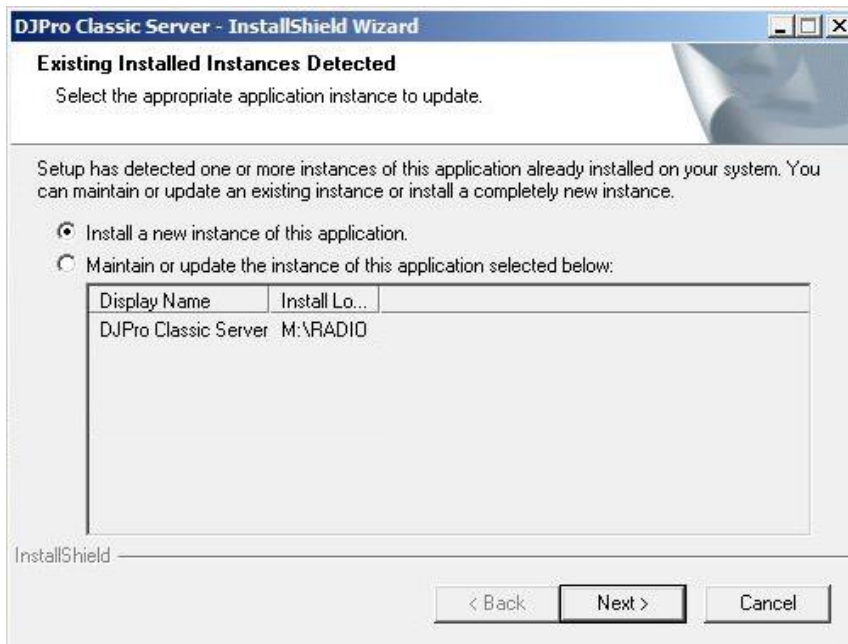 DJPro Classic Server - InstallShield Wizard
Existing Installed Instances Detected
Select the appropriate application instance to update.
Setup has detected one or more instances of this application already installed on your system. You
can maintain or update an existing instance or install a completely new instance.
Install a new instance of this application.
Maintain or update the instance of this application selected below:
Display Name Install Lo...
DJPro Classic Server M:\RADIO
InstallShield
< Back Next > Cancel